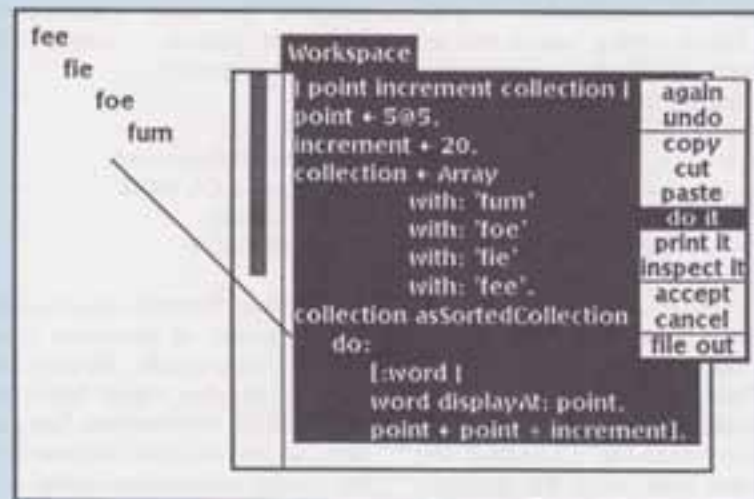 fee
fie
foe
fum
Workspace
| point increment collection |
point ← 5@5.
increment ← 20.
collection ← Array
with: 'fum'
with: 'foe'
with: 'fie'
with: 'fee'.
collection asSortedCollection
do:
[:word |
word displayAt: point.
point ← point + increment].
again
undo
copy
cut
paste
do it
print it
inspect it
accept
cancel
file out